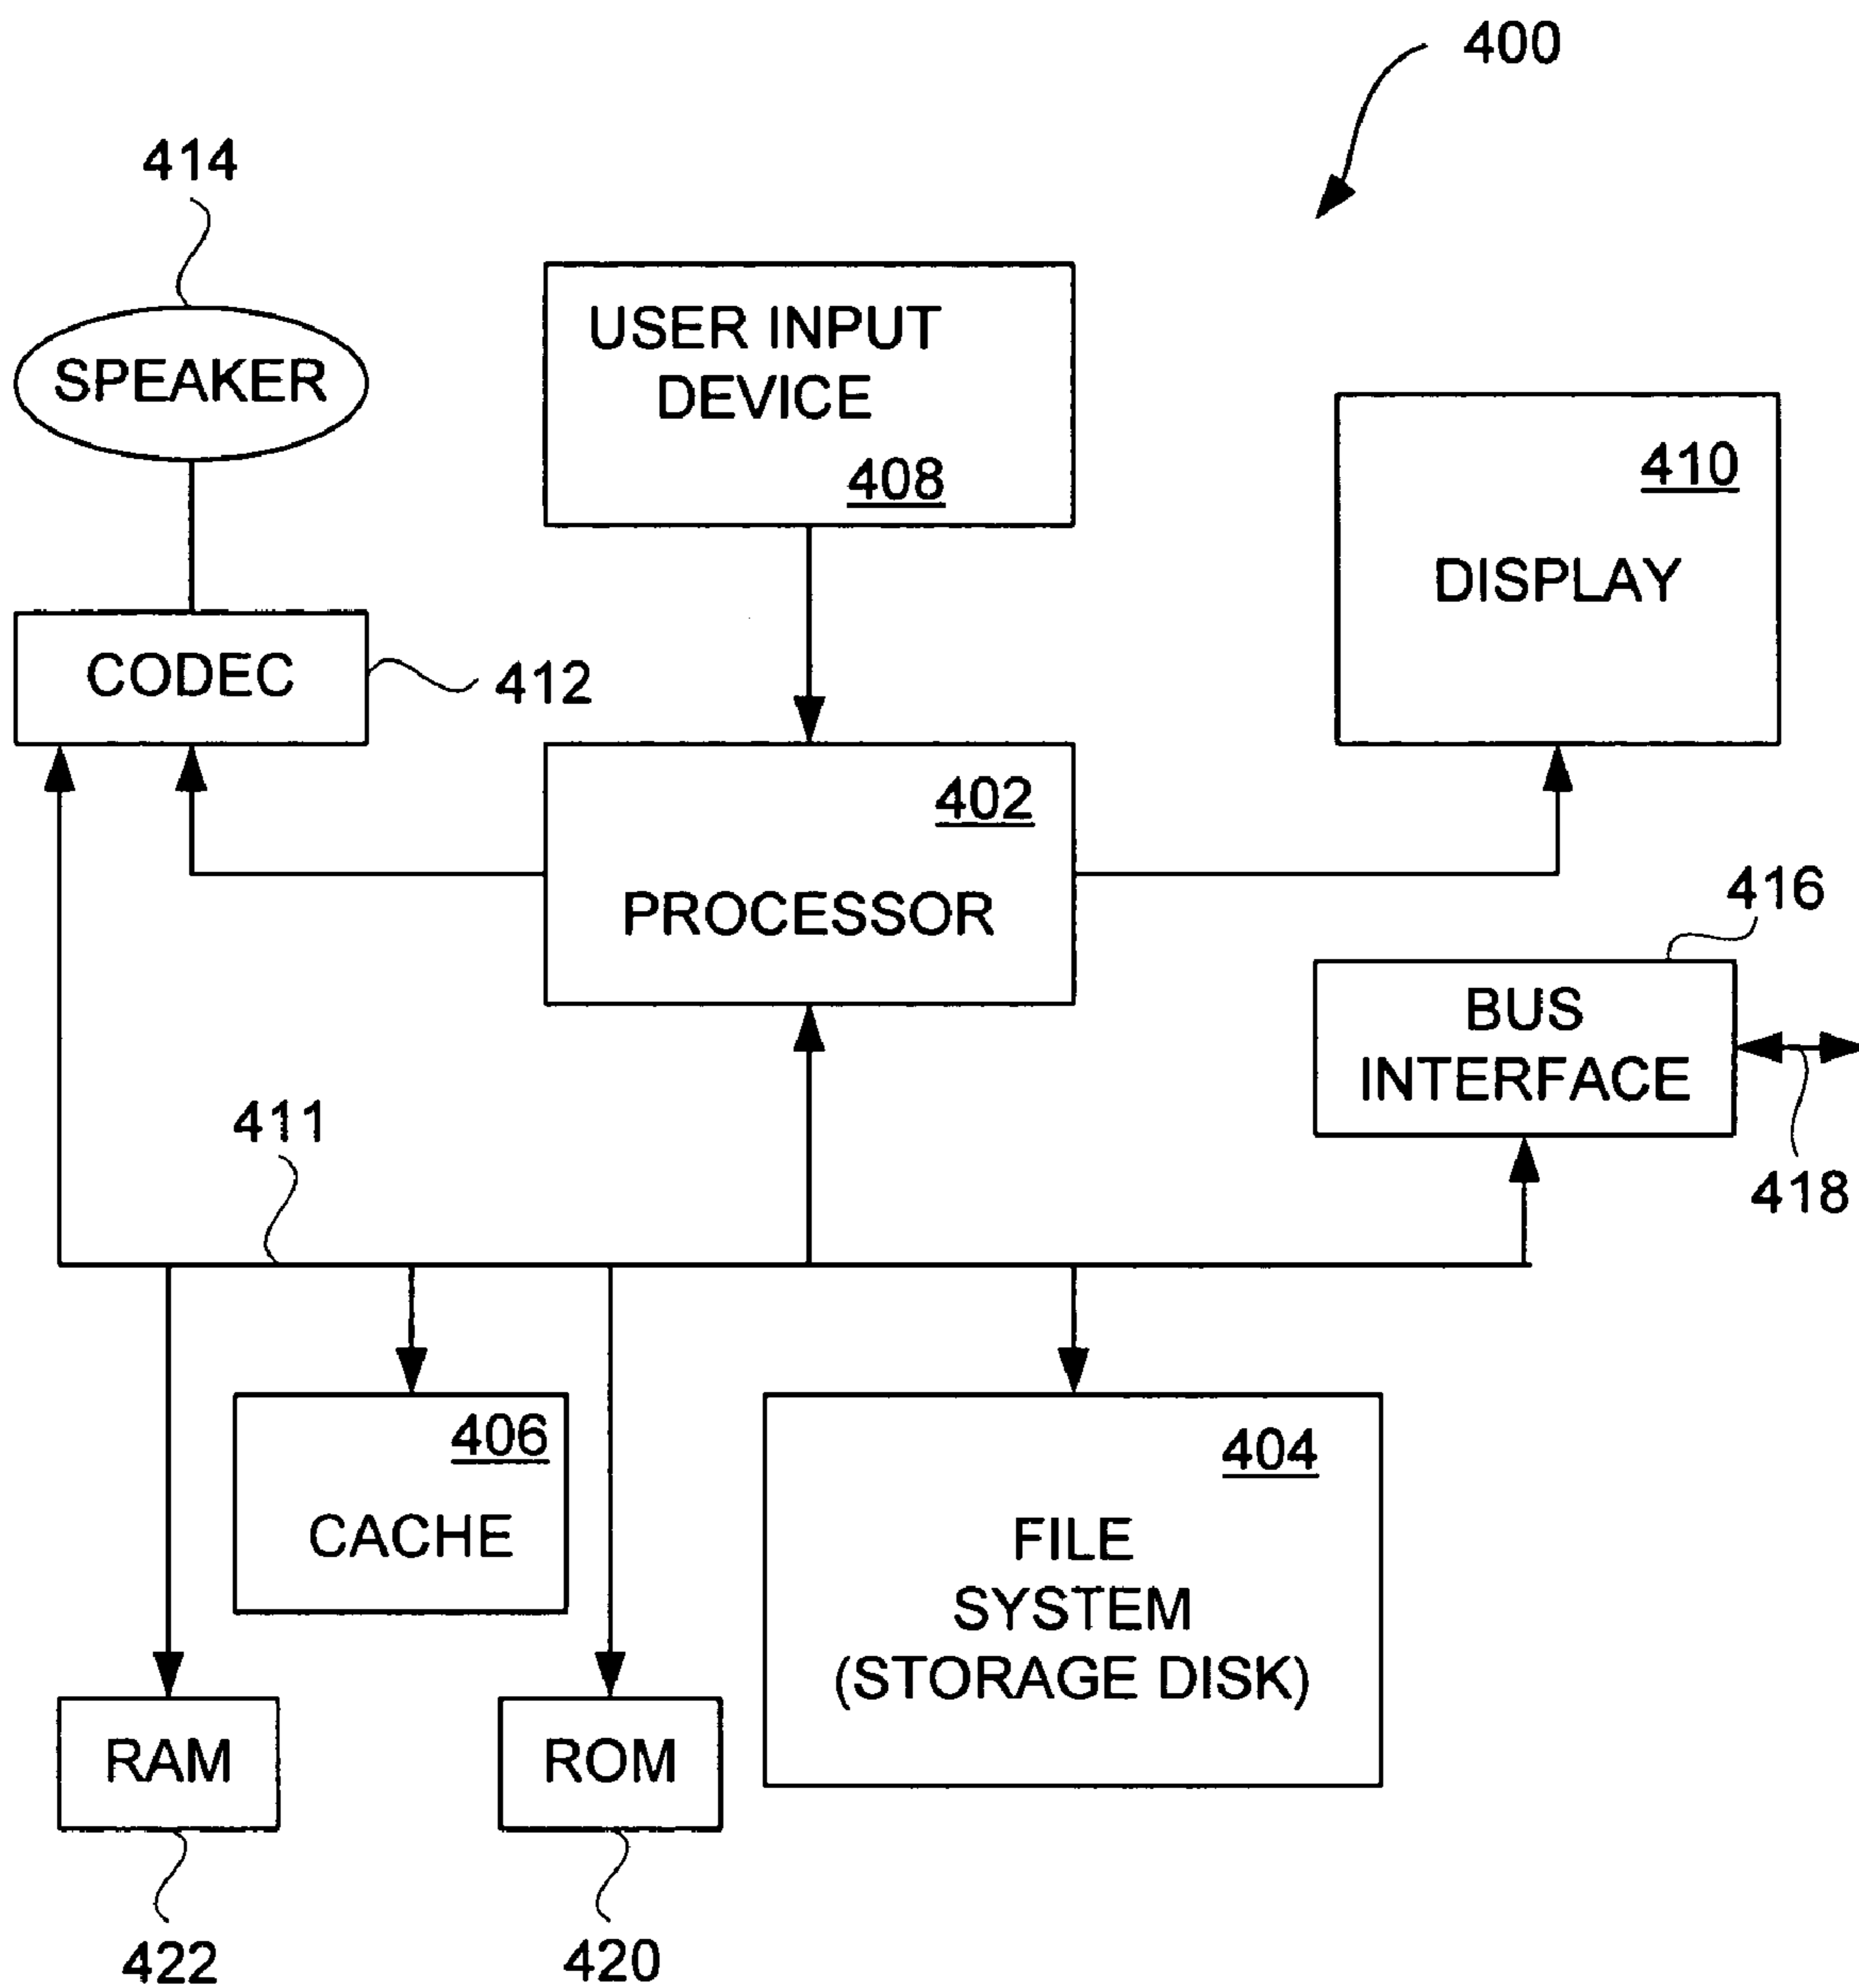 400
414
SPEAKER
USER INPUT
DEVICE
408
410
DISPLAY
CODEC
412
402
PROCESSOR
416
BUS
INTERFACE
418
411
406
CACHE
404
FILE
SYSTEM
(STORAGE DISK)
RAM
ROM
422
420